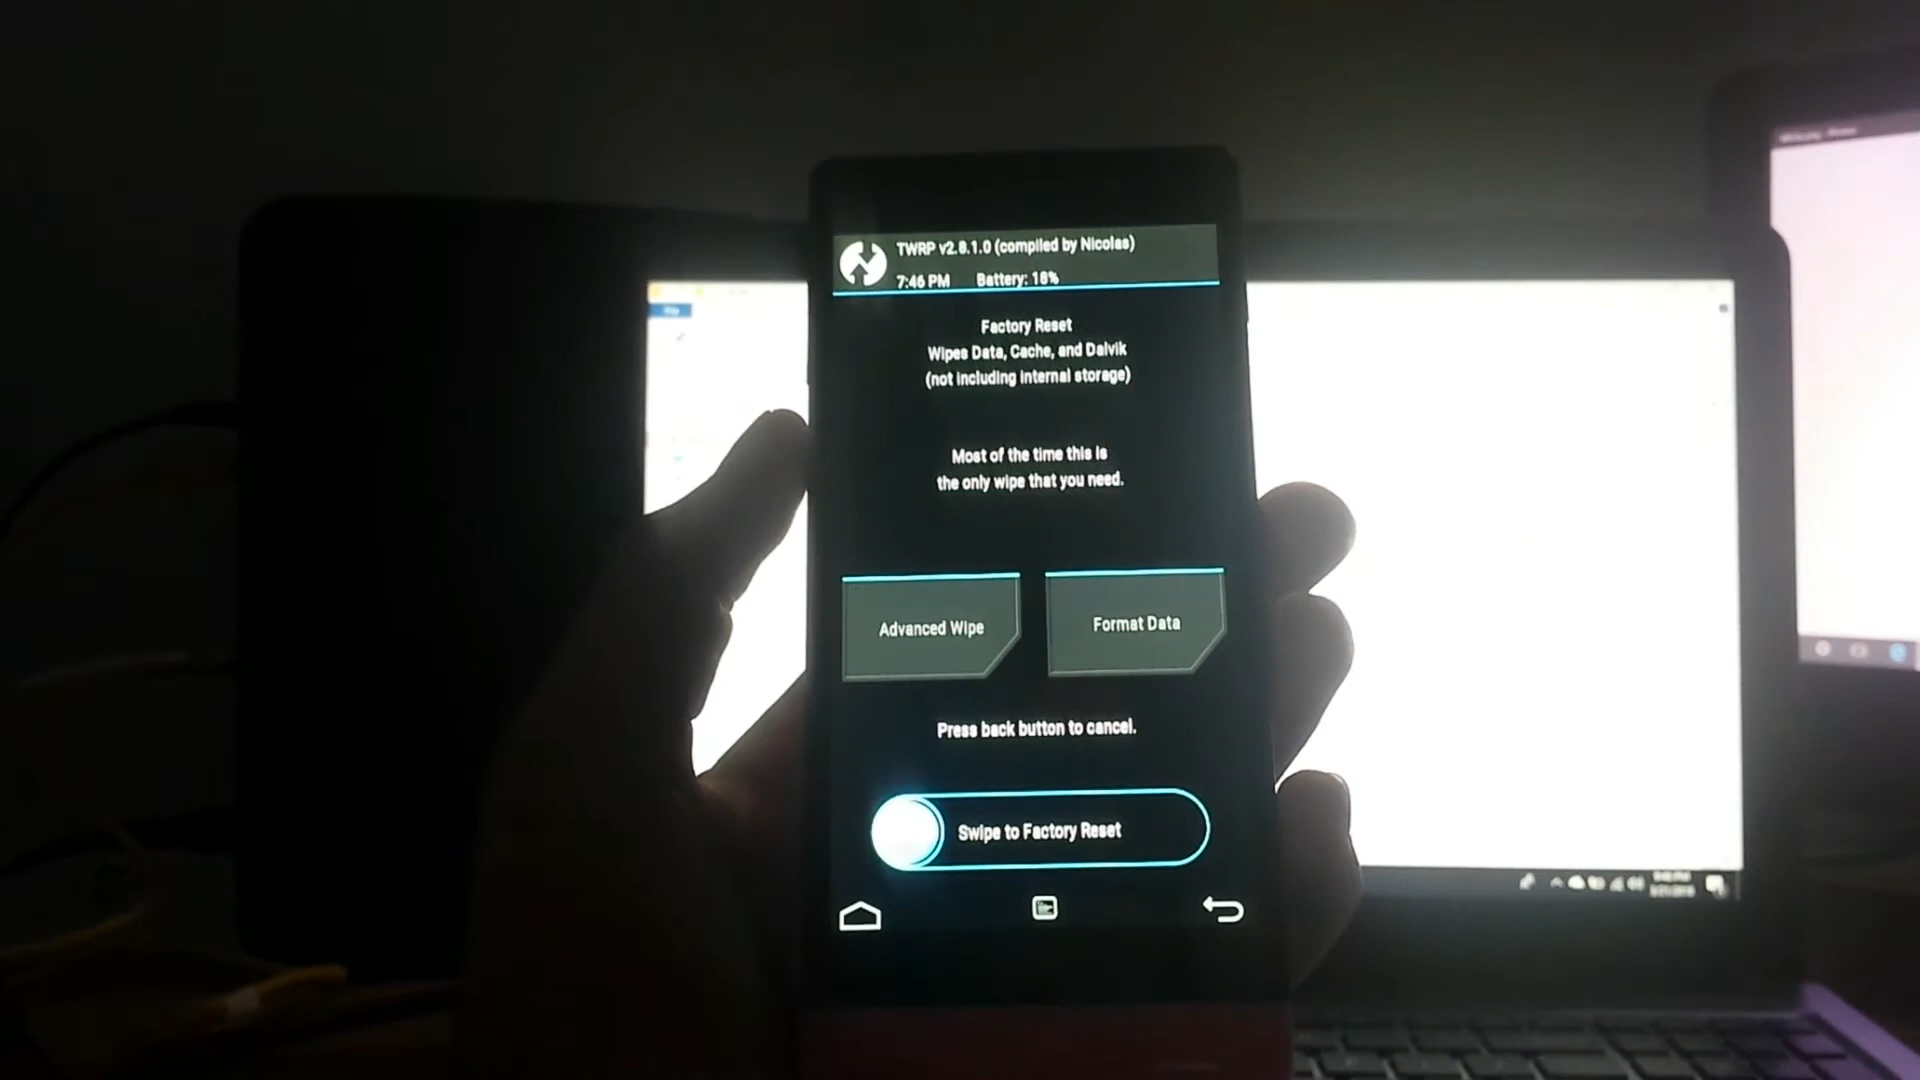 TWRP v2.8.1.0 (compiled by Nicolas)
7:46 PM Battery: 18%
Factory Reset
Wipes Data, Cache, and Dalvik
(not including internal storage)
Most of the time this is
the only wipe that you need.
Advanced Wipe
Format Data
Press back button to cancel.
Swipe to Factory Reset